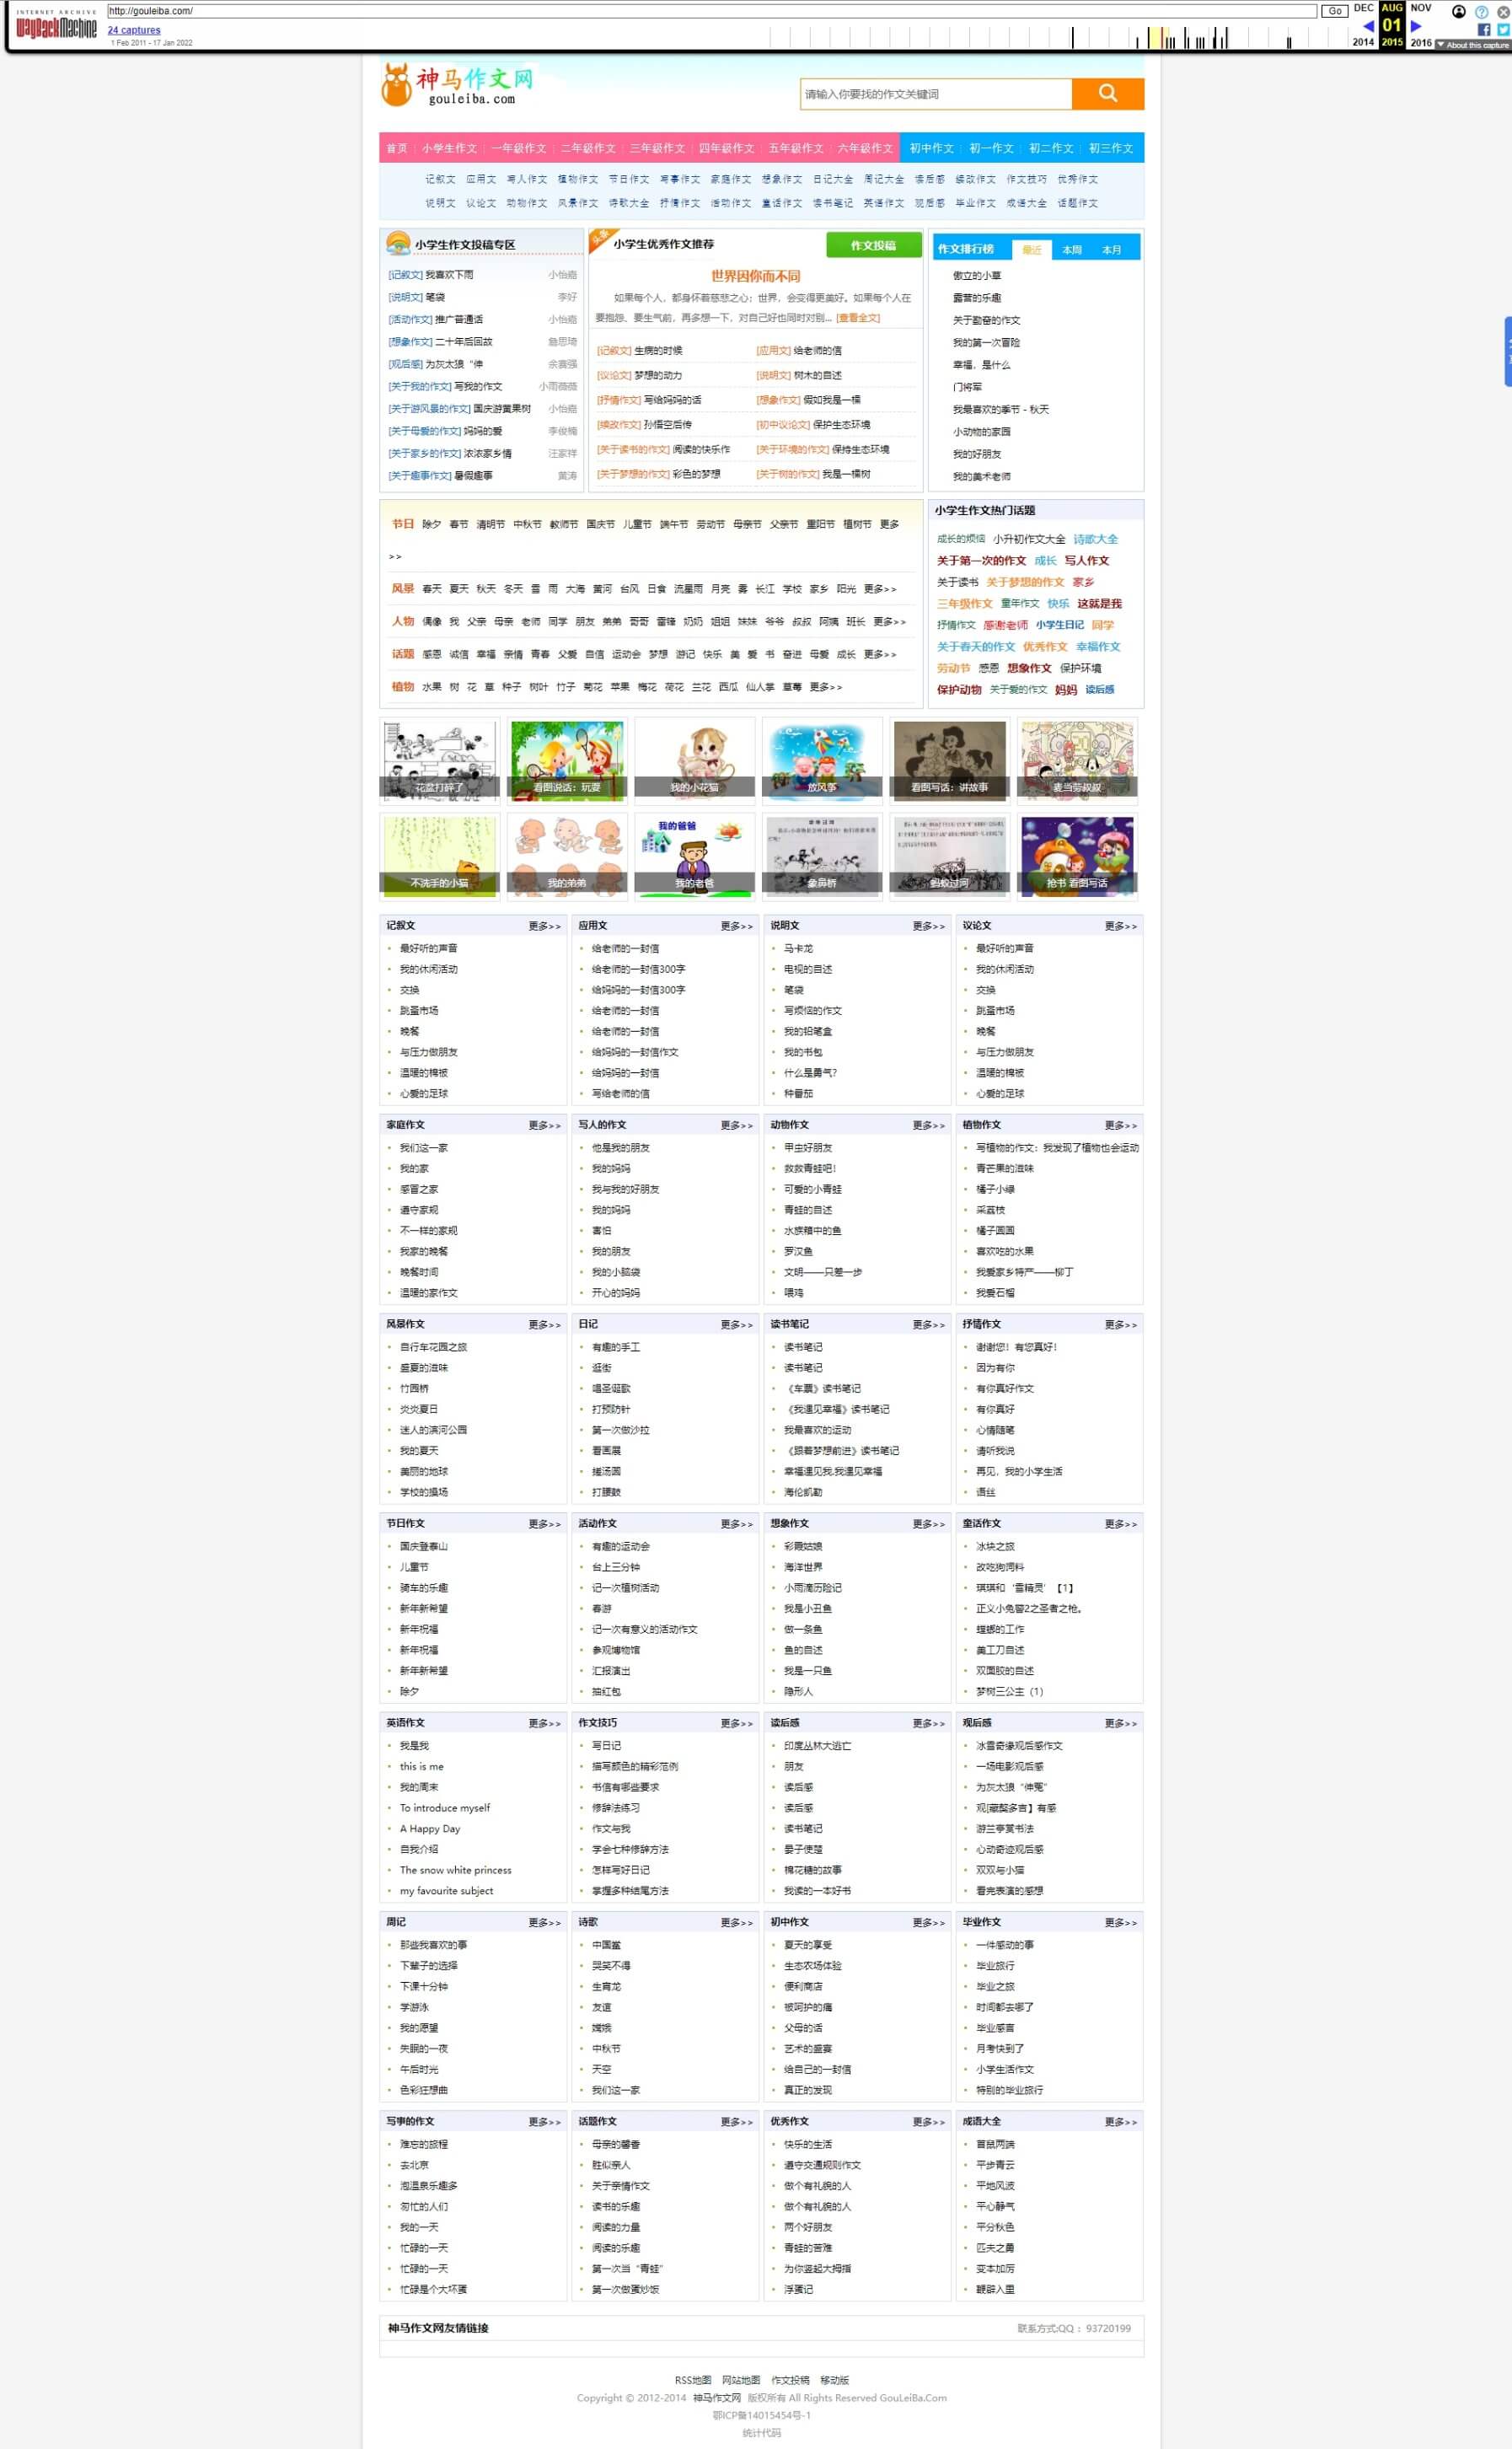 INTERNET ARCHIVE
WayBackMachine
http://gouleiba.com/
Go
DEC AUG NOV
24 captures
01
1 Feb 2011 - 17 Jan 2022
2014 2015 2016
About this capture
神马作文网
gouleiba.com
请输入你要找的作文关键词
首页 小学生作文 一年级作文 二年级作文 三年级作文 四年级作文 五年级作文 六年级作文 初中作文 初一作文 初二作文 初三作文
记叙文 应用文 写人作文 植物作文 节日作文 写事作文 家庭作文 想象作文 日记大全 周记大全 读后感 续改作文 作文技巧 优秀作文
说明文 议论文 动物作文 风景作文 诗歌大全 抒情作文 活动作文 童话作文 读书笔记 英语作文 观后感 毕业作文 成语大全 话题作文
小学生作文投稿专区
[记叙文] 我喜欢下雨 小怡嘉
[说明文] 笔袋 李好
[活动作文] 推广普通话 小怡嘉
[想象作文] 二十年后回故 詹思琦
[观后感] 为灰太狼“伸 余赛强
[关于我的作文] 写我的作文 小雨薇薇
[关于游风景的作文] 国庆游黄果树 小怡嘉
[关于母爱的作文] 妈妈的爱 李俊楠
[关于家乡的作文] 浓浓家乡情 汪家祥
[关于趣事作文] 暑假趣事 黄涛
头条
小学生优秀作文推荐
作文投稿
世界因你而不同
如果每个人，都身怀着慈悲之心；世界，会变得更美好。如果每个人在
要抱怨、要生气前，再多想一下，对自己好也同时对别... [查看全文]
[记叙文] 生病的时候 [应用文] 给老师的信
[议论文] 梦想的动力 [说明文] 树木的自述
[抒情作文] 写给妈妈的话 [想象作文] 假如我是一棵
[续改作文] 孙悟空后传 [初中议论文] 保护生态环境
[关于读书的作文] 阅读的快乐作 [关于环境的作文] 保持生态环境
[关于梦想的作文] 彩色的梦想 [关于树的作文] 我是一棵树
作文排行榜 最近 本周 本月
傲立的小草
露营的乐趣
关于勤奋的作文
我的第一次冒险
幸福，是什么
门将军
我最喜欢的季节 - 秋天
小动物的家园
我的好朋友
我的美术老师
节日 除夕 春节 清明节 中秋节 教师节 国庆节 儿童节 端午节 劳动节 母亲节 父亲节 重阳节 植树节 更多
>>
风景 春天 夏天 秋天 冬天 雪 雨 大海 黄河 台风 日食 流星雨 月亮 雾 长江 学校 家乡 阳光 更多>>
人物 偶像 我 父亲 母亲 老师 同学 朋友 弟弟 哥哥 雷锋 奶奶 姐姐 妹妹 爷爷 叔叔 阿姨 班长 更多>>
话题 感恩 诚信 幸福 亲情 青春 父爱 自信 运动会 梦想 游记 快乐 美 爱 书 奋进 母爱 成长 更多>>
植物 水果 树 花 草 种子 树叶 竹子 菊花 苹果 梅花 荷花 兰花 西瓜 仙人掌 草莓 更多>>
小学生作文热门话题
成长的烦恼 小升初作文大全 诗歌大全
关于第一次的作文 成长 写人作文
关于读书 关于梦想的作文 家乡
三年级作文 童年作文 快乐 这就是我
抒情作文 感谢老师 小学生日记 同学
关于春天的作文 优秀作文 幸福作文
劳动节 感恩 想象作文 保护环境
保护动物 关于爱的作文 妈妈 读后感
花盆打碎了 看图说话：玩耍 我的小花猫 放风筝 看图写话：讲故事 麦当劳叔叔
我的爸爸
不洗手的小猫 我的弟弟 我的老爸 象鼻桥 蚂蚁过河 抢书 看图写话
记叙文 更多>>
最好听的声音
我的休闲活动
交换
跳蚤市场
晚餐
与压力做朋友
温暖的棉被
心爱的足球
应用文 更多>>
给老师的一封信
给老师的一封信300字
给妈妈的一封信300字
给老师的一封信
给老师的一封信
给妈妈的一封信作文
给妈妈的一封信
写给老师的信
说明文 更多>>
马卡龙
电视的自述
笔袋
写烦恼的作文
我的铅笔盒
我的书包
什么是勇气？
种番茄
议论文 更多>>
最好听的声音
我的休闲活动
交换
跳蚤市场
晚餐
与压力做朋友
温暖的棉被
心爱的足球
家庭作文 更多>>
我们这一家
我的家
感冒之家
遵守家规
不一样的家规
我家的晚餐
晚餐时间
温暖的家作文
写人的作文 更多>>
他是我的朋友
我的妈妈
我与我的好朋友
我的妈妈
害怕
我的朋友
我的小脑袋
开心的妈妈
动物作文 更多>>
甲虫好朋友
救救青蛙吧！
可爱的小青蛙
青蛙的自述
水族箱中的鱼
罗汉鱼
文明——只差一步
喂鸡
植物作文 更多>>
写植物的作文：我发现了植物也会运动
青芒果的滋味
橘子小绿
采荔枝
橘子圆圆
喜欢吃的水果
我爱家乡特产——柳丁
我爱石榴
风景作文 更多>>
自行车花园之旅
盛夏的滋味
竹园桥
炎炎夏日
迷人的滨河公园
我的夏天
美丽的地球
学校的操场
日记 更多>>
有趣的手工
逛街
唱圣诞歌
打预防针
第一次做沙拉
看画展
搓汤圆
打腰鼓
读书笔记 更多>>
读书笔记
读书笔记
《车票》读书笔记
《我遇见幸福》读书笔记
我最喜欢的运动
《跟着梦想前进》读书笔记
幸福遇见我,我遇见幸福
海伦凯勒
抒情作文 更多>>
谢谢您！有您真好！
因为有你
有你真好作文
有你真好
心情随笔
请听我说
再见，我的小学生活
语丝
节日作文 更多>>
国庆登泰山
儿童节
骑车的乐趣
新年新希望
新年祝福
新年祝福
新年新希望
除夕
活动作文 更多>>
有趣的运动会
台上三分钟
记一次植树活动
春游
记一次有意义的活动作文
参观博物馆
汇报演出
抽红包
想象作文 更多>>
彩霞姑娘
海洋世界
小雨滴历险记
我是小丑鱼
做一条鱼
鱼的自述
我是一只鱼
隐形人
童话作文 更多>>
冰块之旅
改吃狗饲料
琪琪和‘雪精灵’【1】
正义小兔警2之圣者之枪。
螳螂的工作
美工刀自述
双面胶的自述
梦树三公主（1）
英语作文 更多>>
我是我
this is me
我的周末
To introduce myself
A Happy Day
自我介绍
The snow white princess
my favourite subject
作文技巧 更多>>
写日记
描写颜色的精彩范例
书信有哪些要求
修辞法练习
作文与我
学会七种修辞方法
怎样写好日记
掌握多种结尾方法
读后感 更多>>
印度丛林大逃亡
朋友
读后感
读后感
读书笔记
晏子使楚
棉花糖的故事
我读的一本好书
观后感 更多>>
冰雪奇缘观后感作文
一场电影观后感
为灰太狼“伸冤”
观[藏獒多吉】有感
游兰亭莫书法
心动奇迹观后感
双双与小猫
看完表演的感想
周记 更多>>
那些我喜欢的事
下辈子的选择
下课十分钟
学游泳
我的愿望
失眠的一夜
午后时光
色彩狂想曲
诗歌 更多>>
中国鲎
哭笑不得
生肖龙
友谊
嫦娥
中秋节
天空
我们这一家
初中作文 更多>>
夏天的享受
生态农场体验
便利商店
被呵护的痛
父母的话
艺术的盛宴
给自己的一封信
真正的发现
毕业作文 更多>>
一件感动的事
毕业旅行
毕业之旅
时间都去哪了
毕业感言
月考快到了
小学生活作文
特别的毕业旅行
写事的作文 更多>>
难忘的旅程
去北京
泡温泉乐趣多
匆忙的人们
我的一天
忙碌的一天
忙碌的一天
忙碌是个大坏蛋
话题作文 更多>>
母亲的馨香
胜似亲人
关于亲情作文
读书的乐趣
阅读的力量
阅读的乐趣
第一次当“青蛙”
第一次做蛋炒饭
优秀作文 更多>>
快乐的生活
遵守交通规则作文
做个有礼貌的人
做个有礼貌的人
两个好朋友
青蛙的苦难
为你竖起大拇指
浮蛋记
成语大全 更多>>
首鼠两端
平步青云
平地风波
平心静气
平分秋色
匹夫之勇
变本加厉
鞭辟入里
神马作文网友情链接 联系方式:QQ ： 93720199
RSS地图 网站地图 作文投稿 移动版
Copyright © 2012-2014 神马作文网 版权所有 All Rights Reserved GouLeiBa.Com
鄂ICP备14015454号-1
统计代码